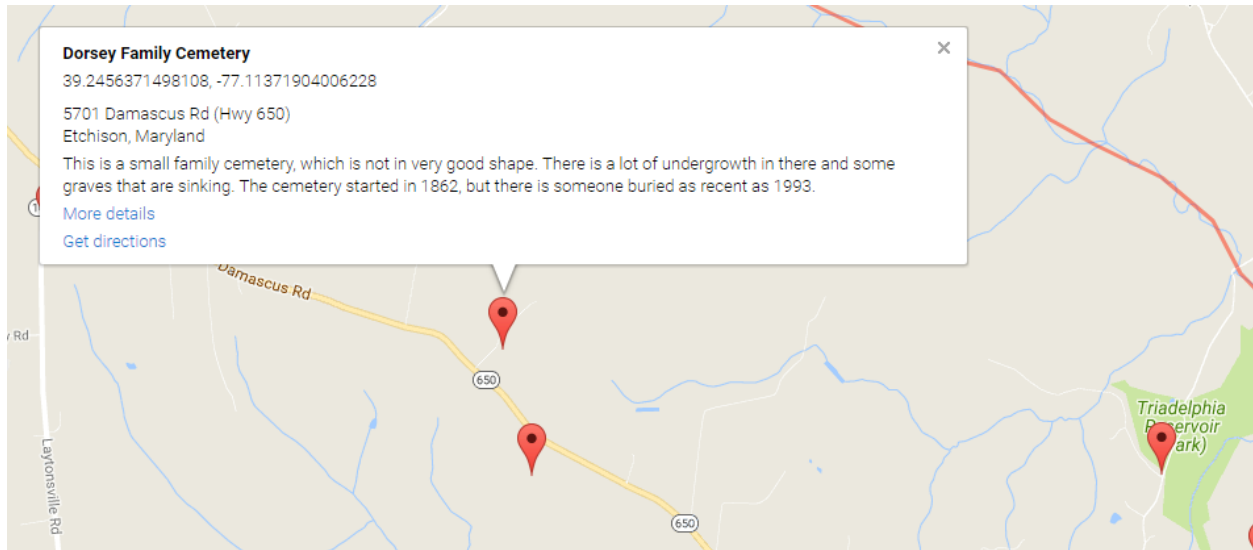 Dorsey Family Cemetery
39.2456371498108, -77.11371904006228
5701 Damascus Rd (Hwy 650)
Etchison, Maryland
This is a small family cemetery, which is not in very good shape. There is a lot of undergrowth in there and some
graves that are sinking. The cemetery started in 1862, but there is someone buried as recent as 1993.
More details
Get directions
Damascus Rd
Rd
650
Triadelphia
Laytonsville Rd
650